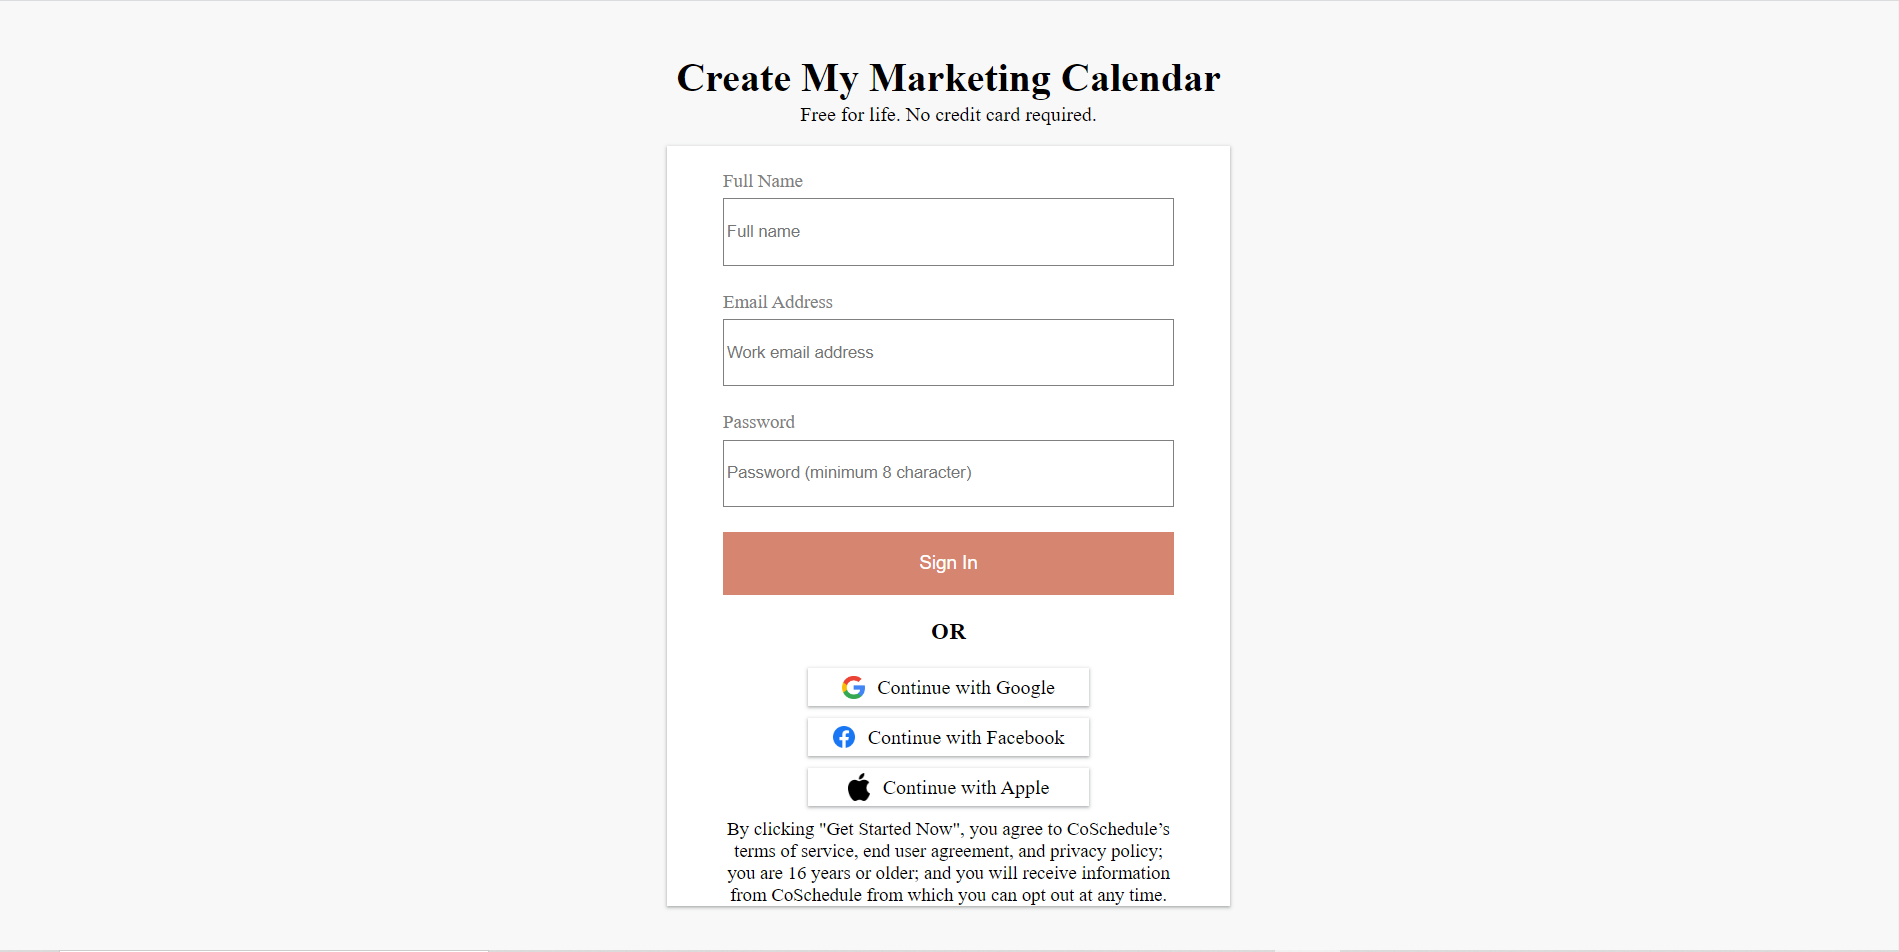 Create My Marketing Calendar
Free for life. No credit card required.
Full Name
Full name
Email Address
Work email address
Password
Password (minimum 8 character)
Sign In
OR
Continue with Google
Continue with Facebook
Continue with Apple
By clicking "Get Started Now", you agree to CoSchedule’s
terms of service, end user agreement, and privacy policy;
you are 16 years or older; and you will receive information
from CoSchedule from which you can opt out at any time.